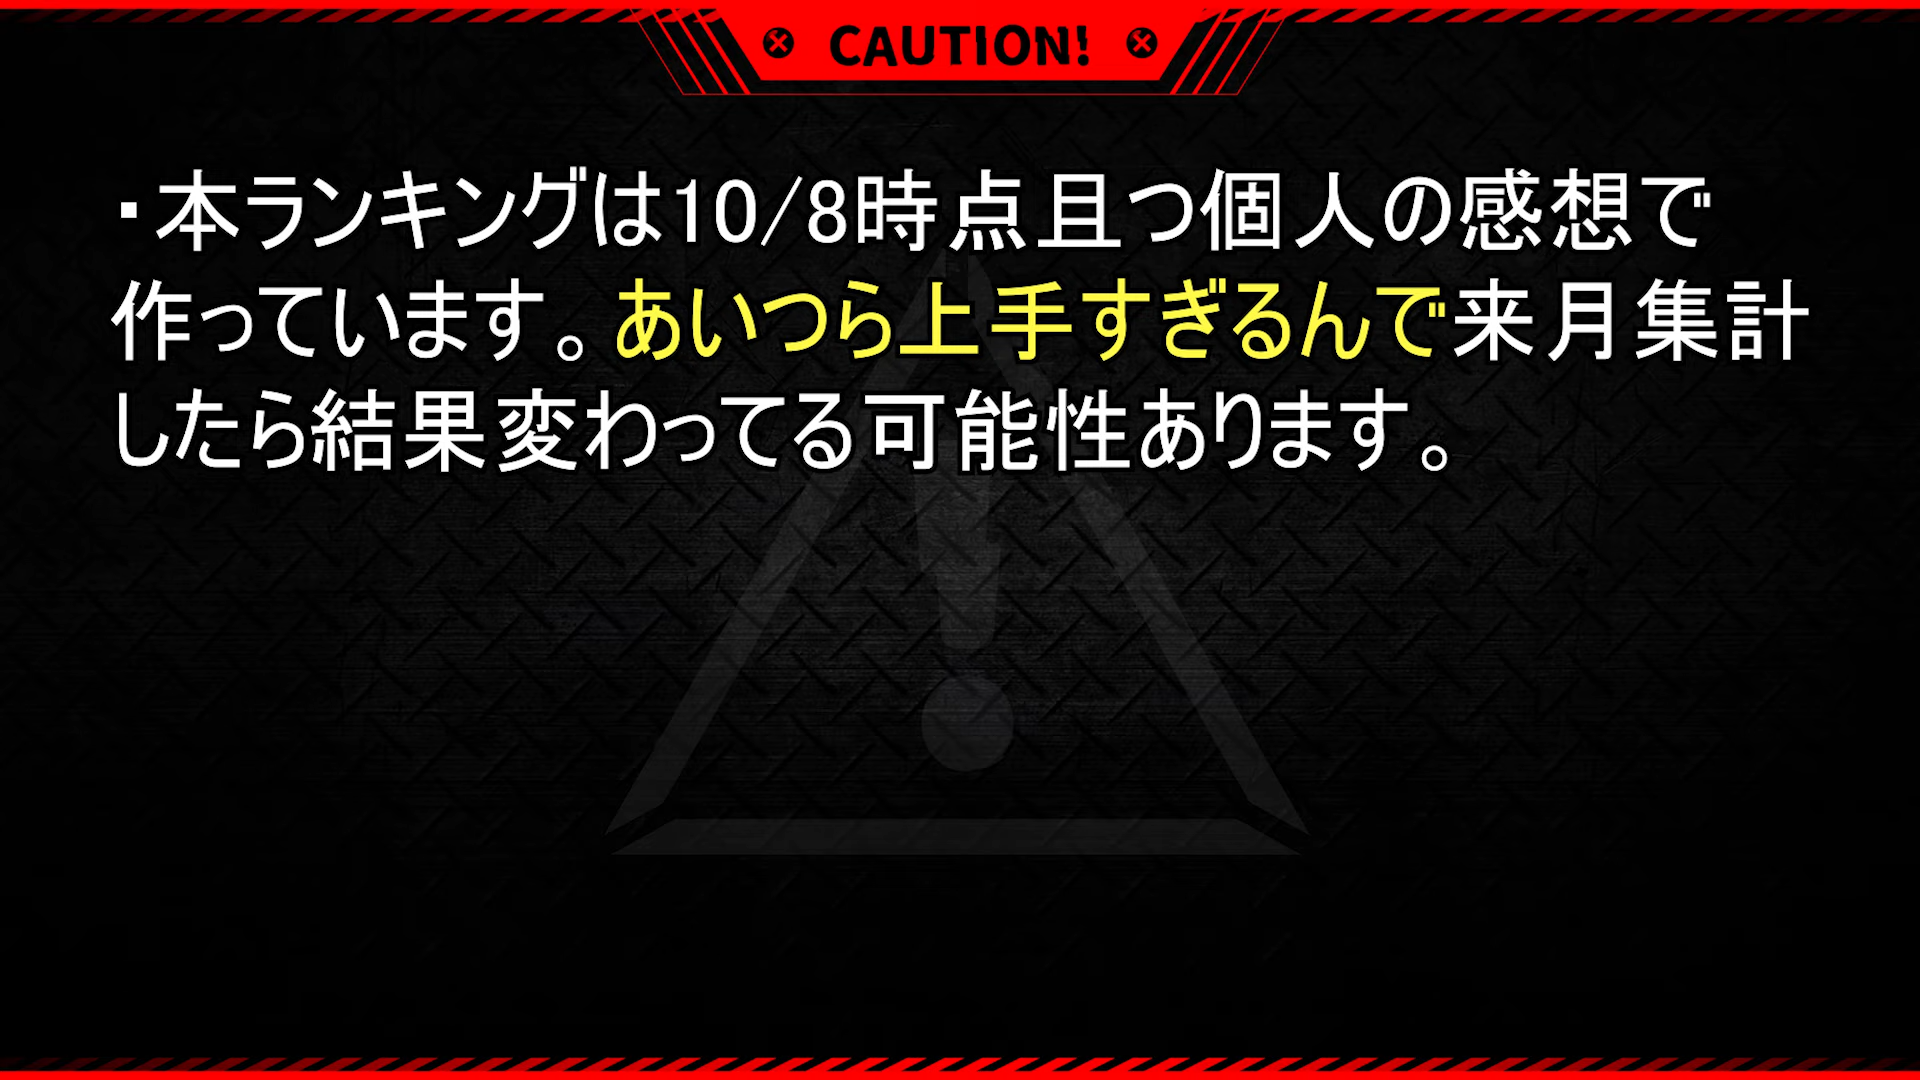 CAUTION!
・本ランキングは10/8時点且つ個人の感想で
作っています。あいつら上手すぎるんで来月集計
したら結果変わってる可能性あります。